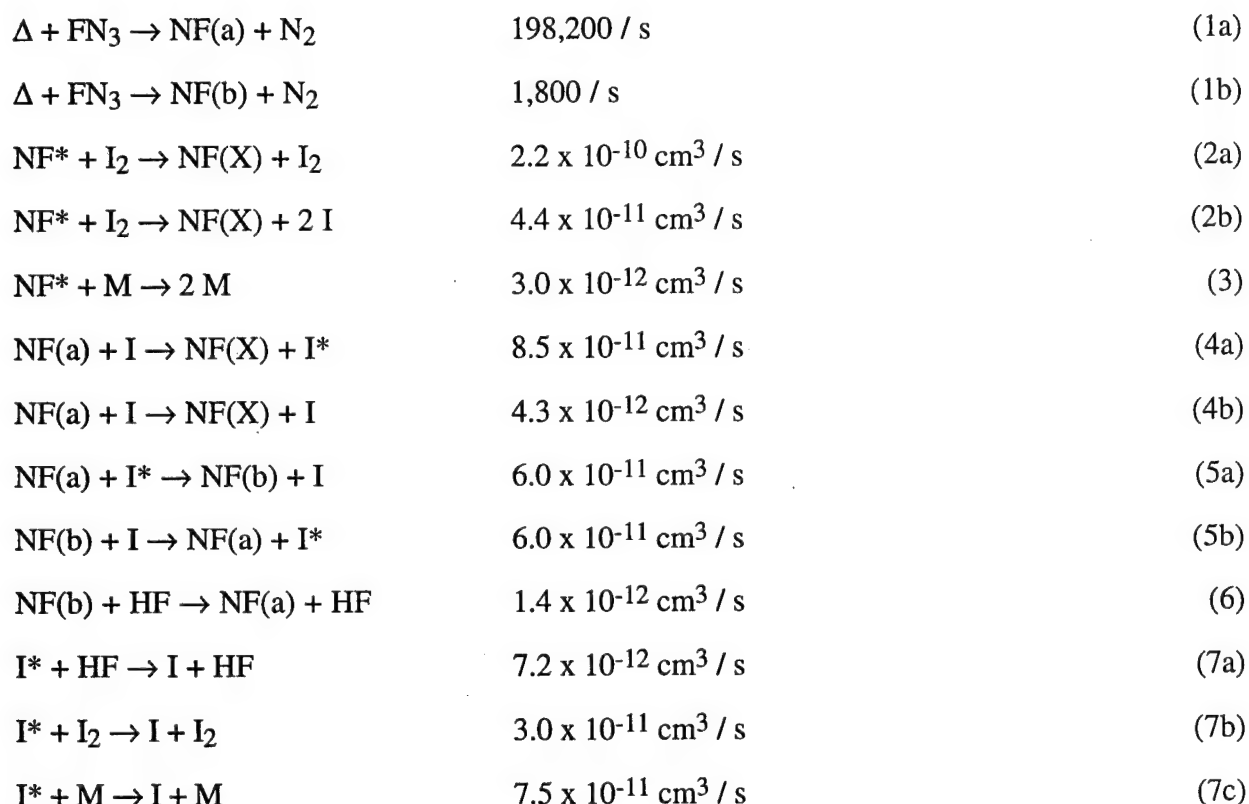 Δ + FN₃ → NF(a) + N₂ 198,200 / s (1a)
Δ + FN₃ → NF(b) + N₂ 1,800 / s (1b)
NF* + I₂ → NF(X) + I₂ 2.2 x 10⁻¹⁰ cm³ / s (2a)
NF* + I₂ → NF(X) + 2 I 4.4 x 10⁻¹¹ cm³ / s (2b)
NF* + M → 2 M 3.0 x 10⁻¹² cm³ / s (3)
NF(a) + I → NF(X) + I* 8.5 x 10⁻¹¹ cm³ / s (4a)
NF(a) + I → NF(X) + I 4.3 x 10⁻¹² cm³ / s (4b)
NF(a) + I* → NF(b) + I 6.0 x 10⁻¹¹ cm³ / s (5a)
NF(b) + I → NF(a) + I* 6.0 x 10⁻¹¹ cm³ / s (5b)
NF(b) + HF → NF(a) + HF 1.4 x 10⁻¹² cm³ / s (6)
I* + HF → I + HF 7.2 x 10⁻¹² cm³ / s (7a)
I* + I₂ → I + I₂ 3.0 x 10⁻¹¹ cm³ / s (7b)
I* + M → I + M 7.5 x 10⁻¹¹ cm³ / s (7c)